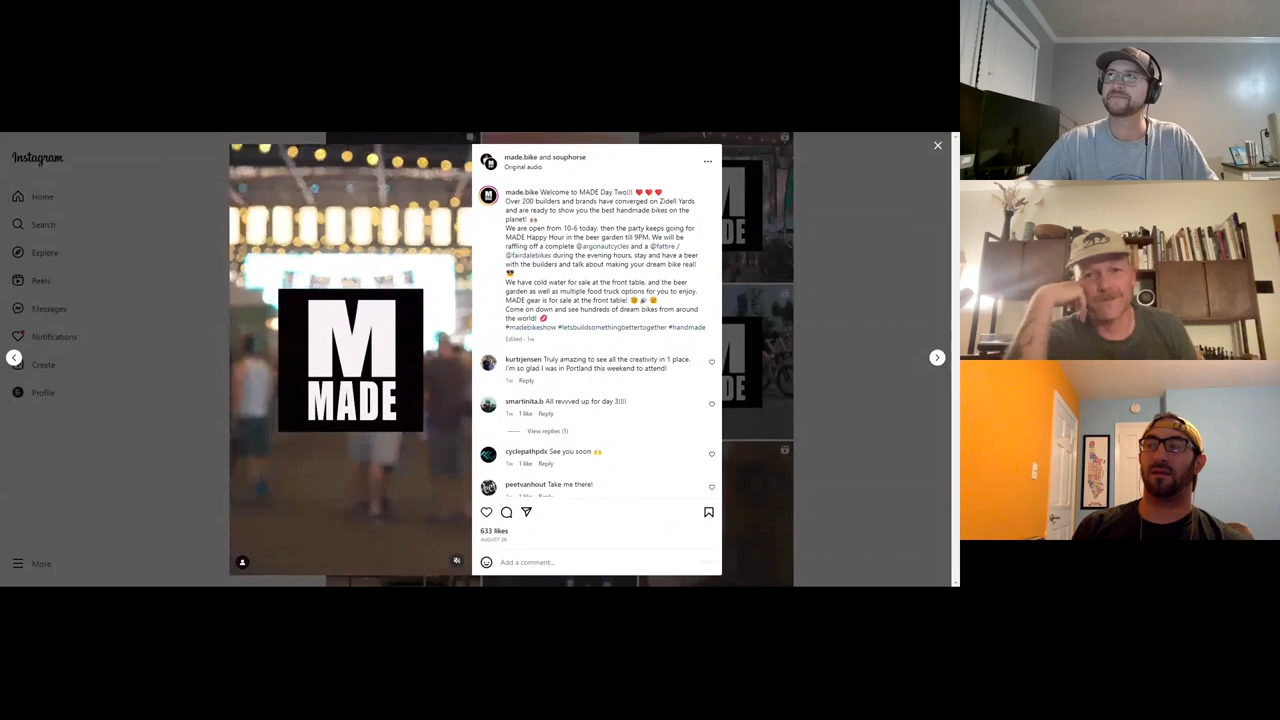 Instagram
Home
Search
Explore
Reels
Messages
Notifications
Create
Profile
More
M
MADE
made.bike and souphorse
Original audio
made.bike Welcome to MADE Day Two!!! ❤️ ❤️ ❤️
Over 200 builders and brands have converged on Zidell Yards
and are ready to show you the best handmade bikes on the
planet! 🙌
We are open from 10-6 today, then the party keeps going for
MADE Happy Hour in the beer garden till 9PM. We will be
raffling off a complete @argonautcycles and a @fattire /
@fairdalebikes during the evening hours, stay and have a beer
with the builders and talk about making your dream bike real!
😎
We have cold water for sale at the front table, and the beer
garden as well as multiple food truck options for you to enjoy.
MADE gear is for sale at the front table!
Come on down and see hundreds of dream bikes from around
the world! 💋
#madebikeshow #letsbuildsomethingbettertogether #handmade
Edited · 1w
kurtrjensen Truly amazing to see all the creativity in 1 place.
I'm so glad I was in Portland this weekend to attend!
1w Reply
smartinita.b All revvved up for day 3!!!!
1w 1 like Reply
View replies (1)
cyclepathpdx See you soon 🙌
1w 1 like Reply
peetvanhout Take me there!
633 likes
AUGUST 26
Add a comment...